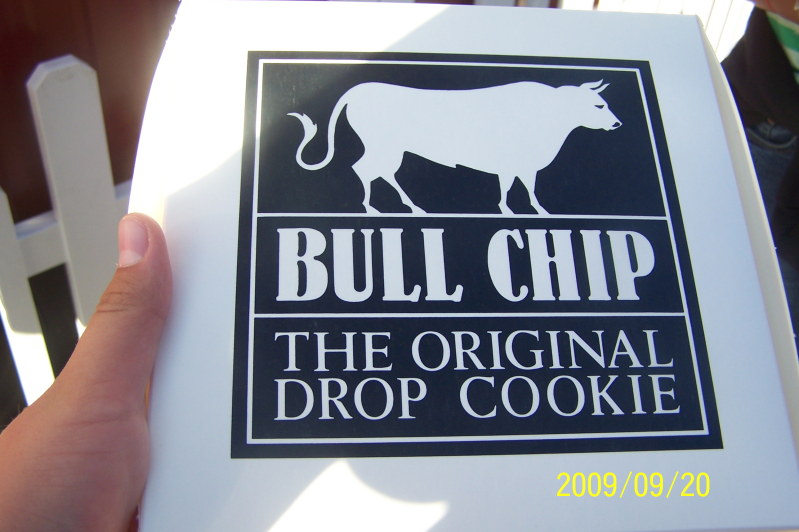 BULL CHIP
THE ORIGINAL
DROP COOKIE
2009/09/20